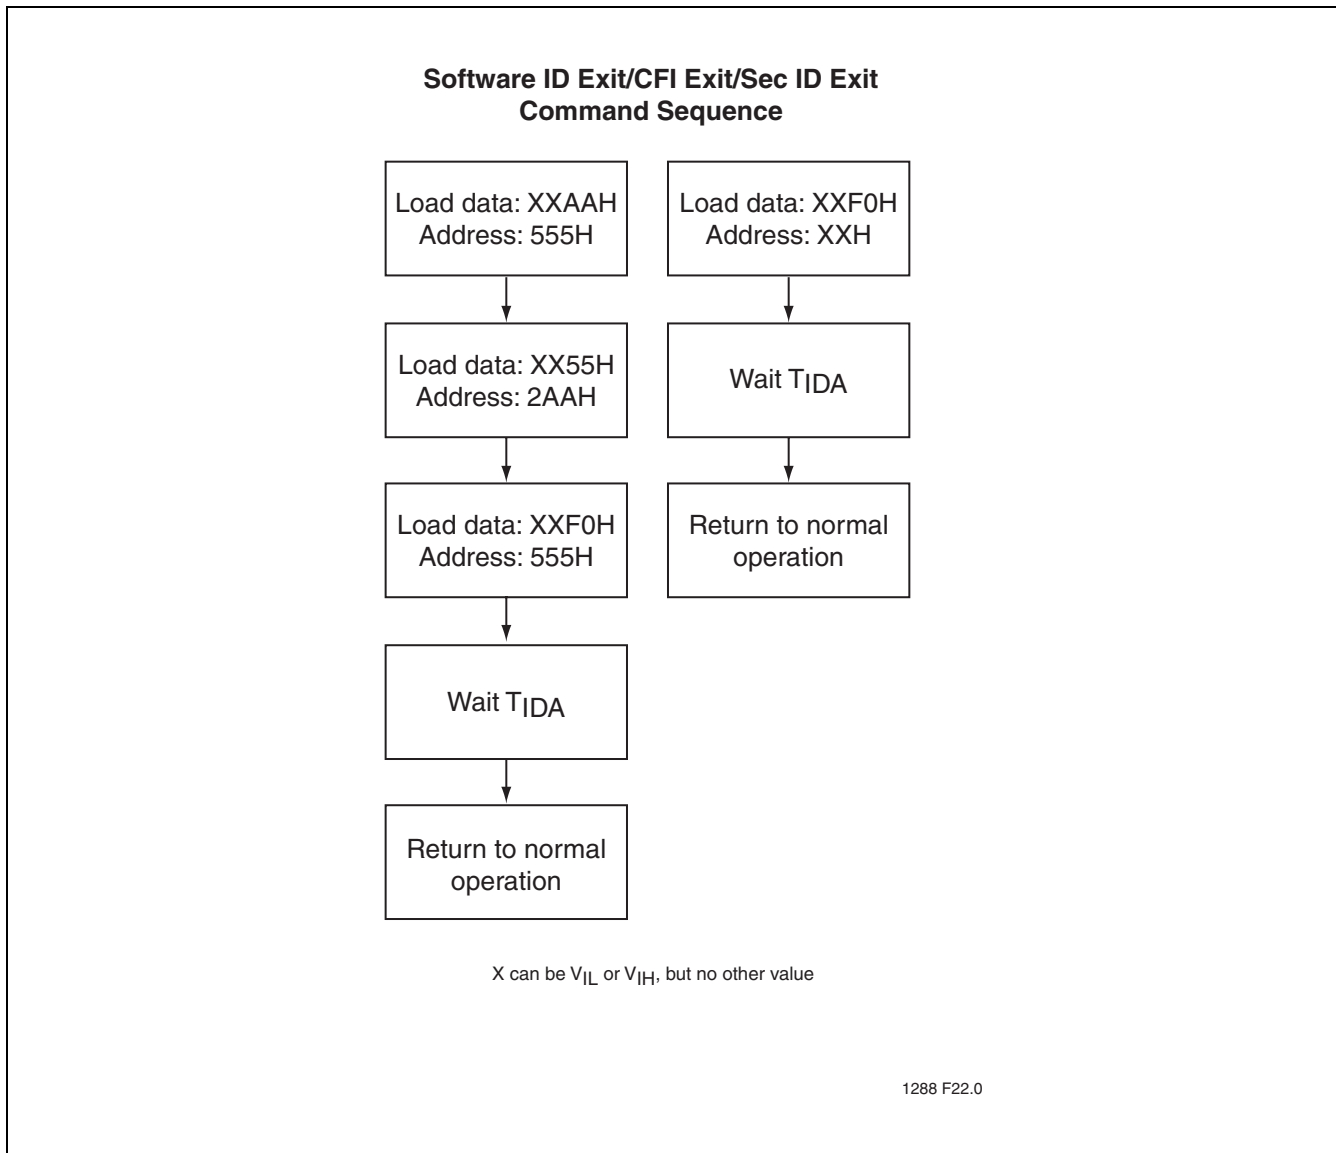 Software ID Exit/CFI Exit/Sec ID Exit
Command Sequence
Load data: XXAAH
Address: 555H
Load data: XX55H
Address: 2AAH
Load data: XXF0H
Address: 555H
Wait TIDA
Return to normal
operation
Load data: XXF0H
Address: XXH
Wait TIDA
Return to normal
operation
X can be VIL or VIH, but no other value
1288 F22.0